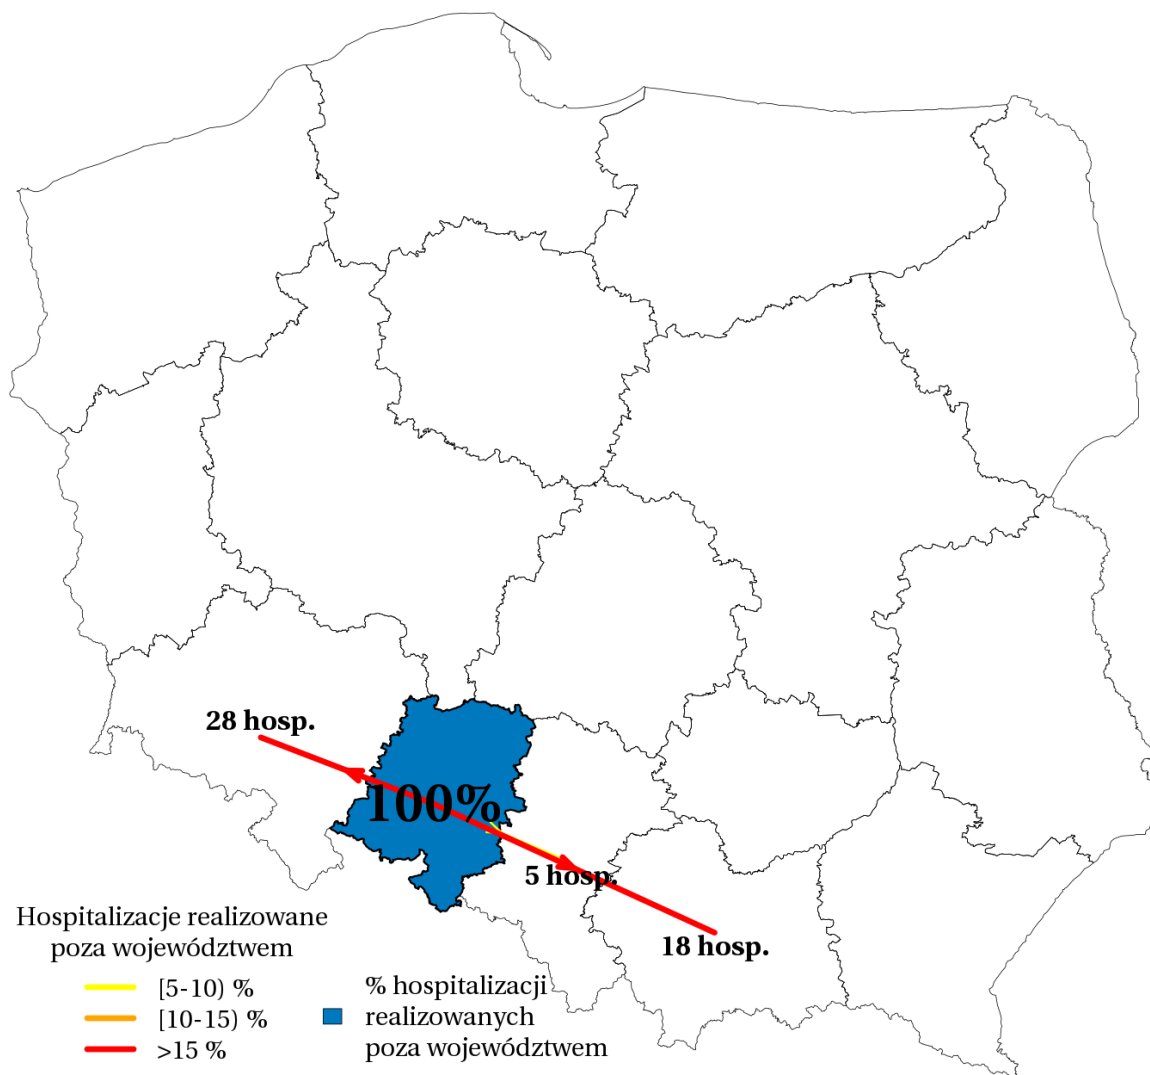 28 hosp.
100%
5 hosp.
18 hosp.
Hospitalizacje realizowane
poza województwem
[5-10) %
[10-15) %
>15 %
% hospitalizacji
realizowanych
poza województwem